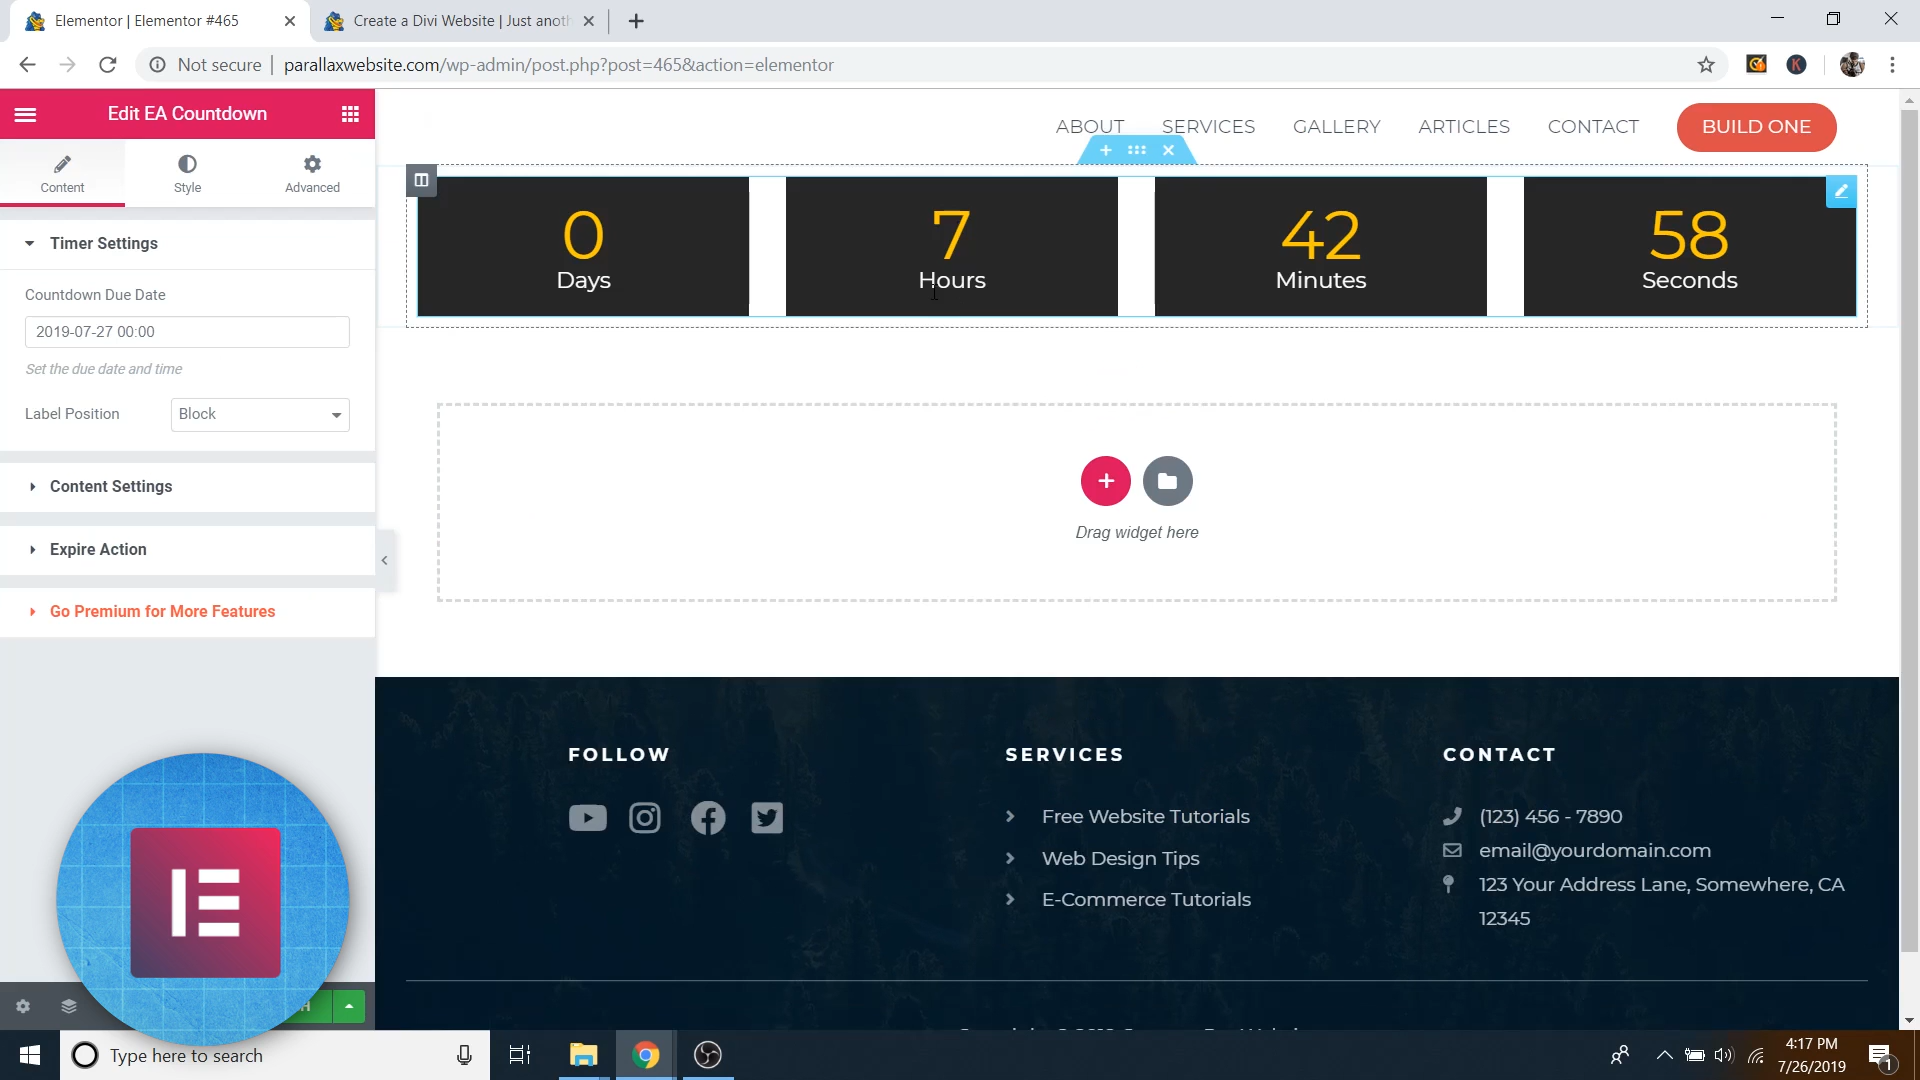 Elementor | Elementor #465
Create a Divi Website | Just anoth
Not secure
parallaxwebsite.com/wp-admin/post.php?post=465&action=elementor
Edit EA Countdown
Content
Style
Advanced
Timer Settings
Countdown Due Date
2019-07-27 00:00
Set the due date and time
Label Position
Block
Content Settings
Expire Action
Go Premium for More Features
ABOUT
SERVICES
GALLERY
ARTICLES
CONTACT
BUILD ONE
0
Days
7
Hours
42
Minutes
58
Seconds
Drag widget here
FOLLOW
SERVICES
Free Website Tutorials
Web Design Tips
E-Commerce Tutorials
CONTACT
(123) 456 - 7890
email@yourdomain.com
123 Your Address Lane, Somewhere, CA
12345
Type here to search
4:17 PM
7/26/2019
1